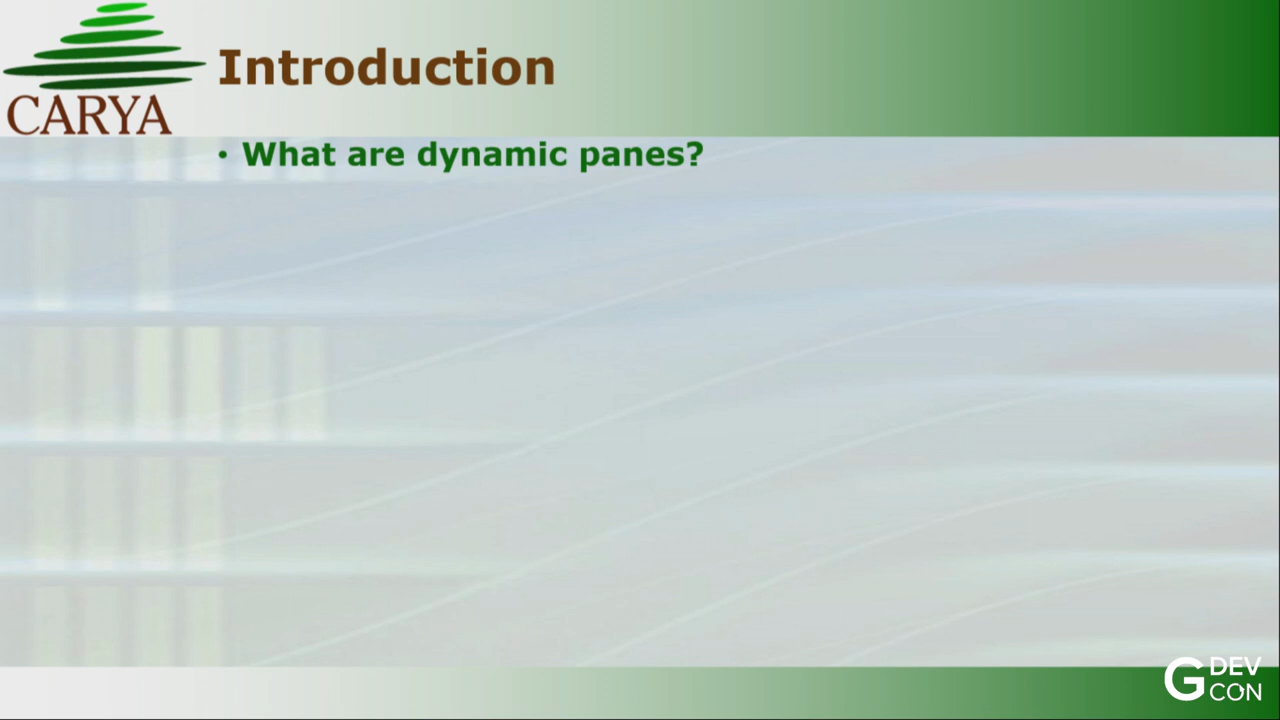 CARYA
Introduction
• What are dynamic panes?
G DEV
CON